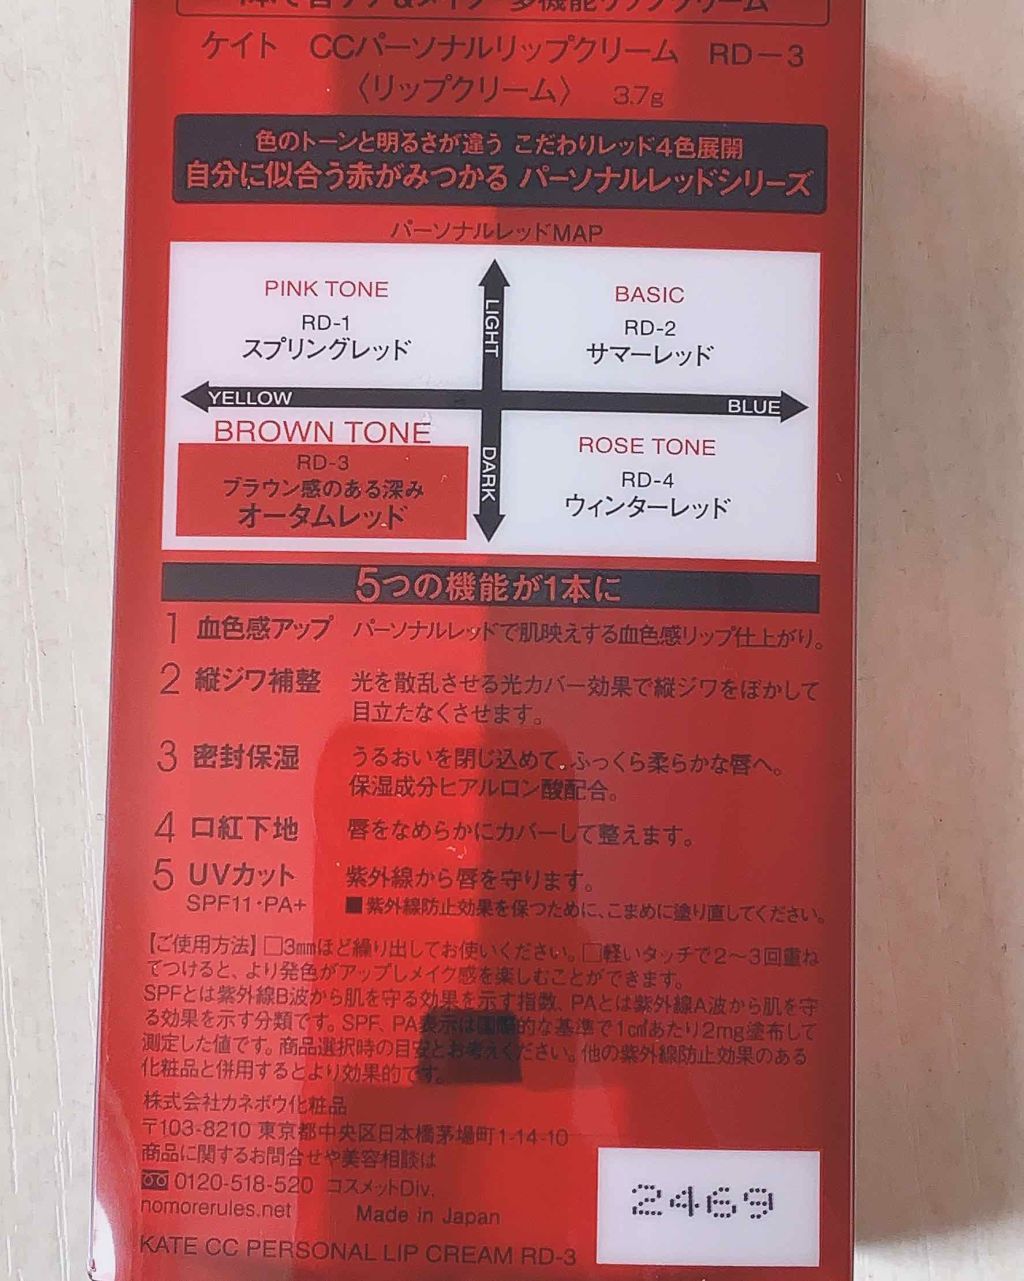 1本で唇ケア&メイク 多機能リップクリーム
ケイト CCパーソナルリップクリーム RD-3
〈リップクリーム〉 3.7g
色のトーンと明るさが違う こだわりレッド4色展開
自分に似合う赤がみつかる パーソナルレッドシリーズ
パーソナルレッドMAP
PINK TONE
RD-1
スプリングレッド
LIGHT
BASIC
RD-2
サマーレッド
YELLOW
BLUE
BROWN TONE
RD-3
ブラウン感のある深み
オータムレッド
DARK
ROSE TONE
RD-4
ウィンターレッド
5つの機能が1本に
1 血色感アップ パーソナルレッドで肌映えする血色感リップ仕上がり。
2 縦ジワ補整 光を散乱させる光カバー効果で縦ジワをぼかして
目立たなくさせます。
3 密封保湿 うるおいを閉じ込めて、ふっくら柔らかな唇へ。
保湿成分ヒアルロン酸配合。
4 口紅下地 唇をなめらかにカバーして整えます。
5 UVカット 紫外線から唇を守ります。
SPF11・PA+ ■紫外線防止効果を保つために、こまめに塗り直してください。
【ご使用方法】□3mmほど繰り出してお使いください。□軽いタッチで2〜3回重ね
てつけると、より発色がアップしメイク感を楽しむことができます。
SPFとは紫外線B波から肌を守る効果を示す指数、PAとは紫外線A波から肌を守
る効果を示す分類です。SPF、PA表示は国際的な基準で1c㎡あたり2mg塗布して
測定した値です。商品選択時の目安とお考えください。他の紫外線防止効果のある
化粧品と併用するとより効果的です。
株式会社カネボウ化粧品
〒103-8210 東京都中央区日本橋茅場町1-14-10
商品に関するお問合せや美容相談は
0120-518-520 コスメットDiv.
nomorerules.net Made in Japan
KATE CC PERSONAL LIP CREAM RD-3
2469